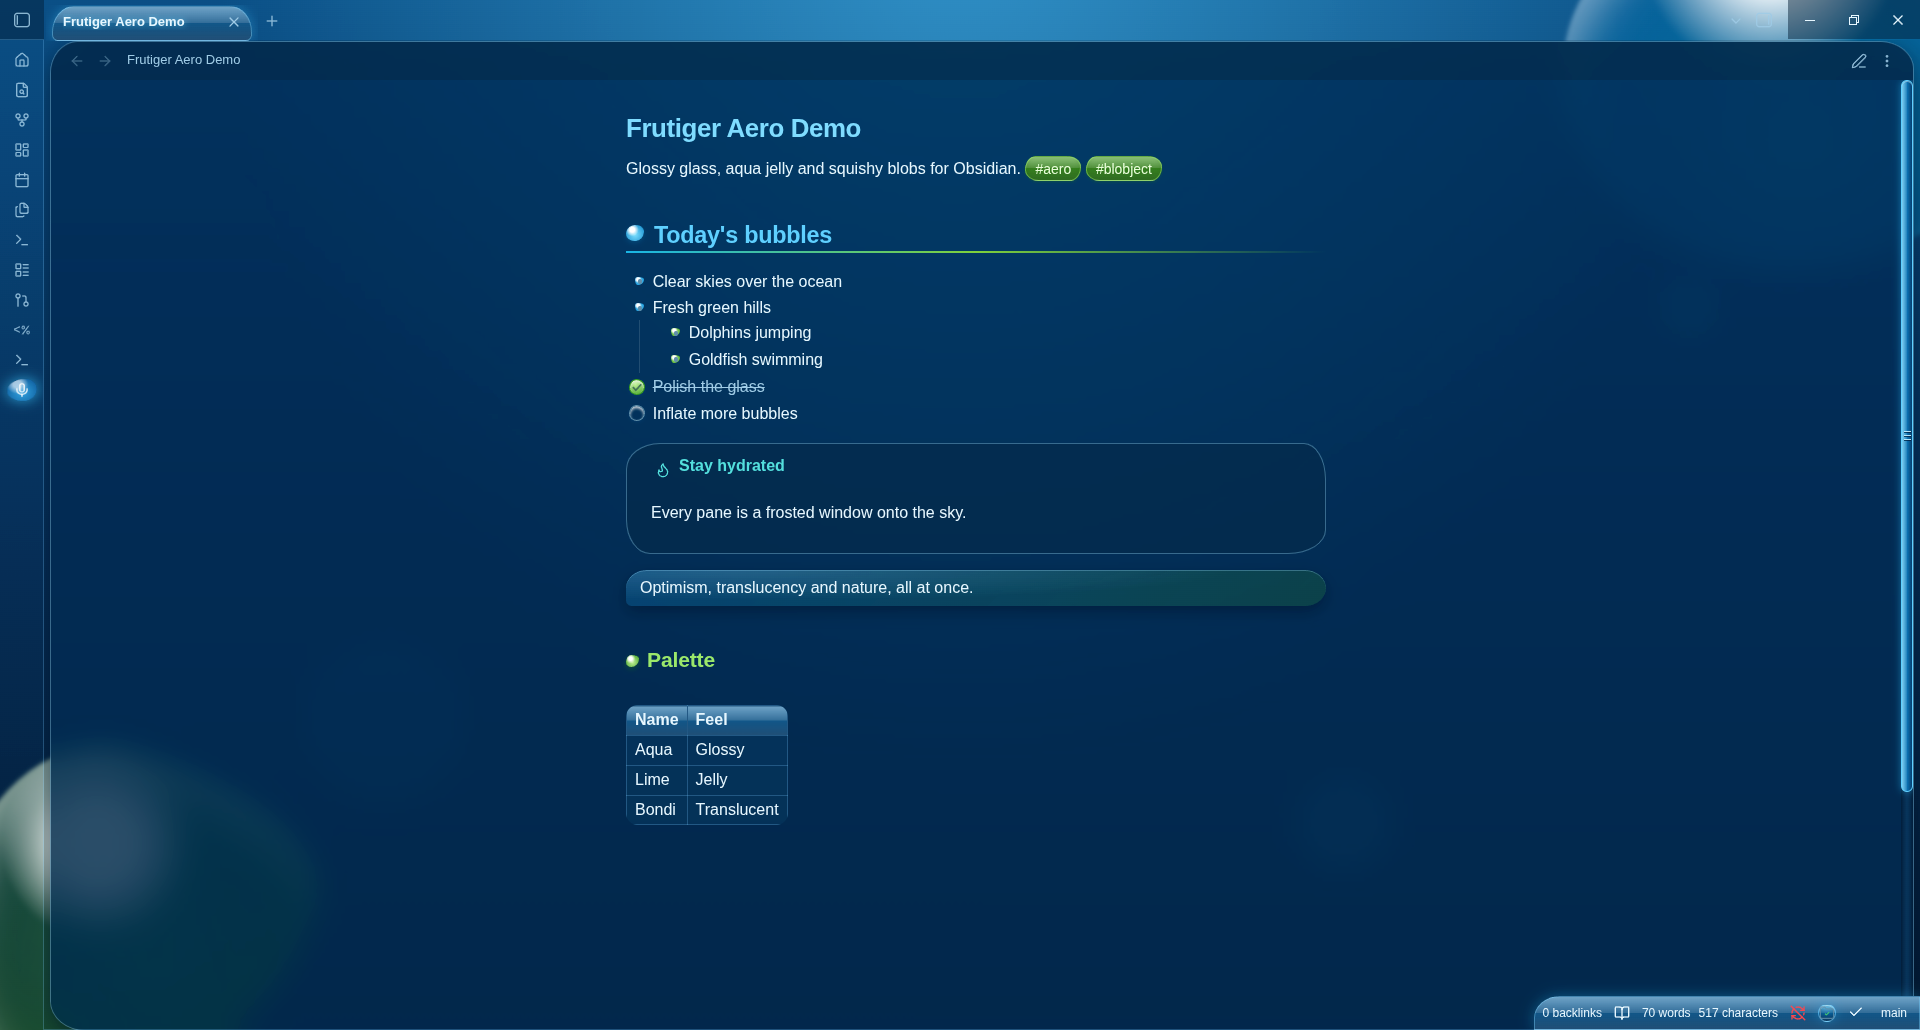 Frutiger Aero Demo
Frutiger Aero Demo
<%
Frutiger Aero Demo
Glossy glass, aqua jelly and squishy blobs for Obsidian. #aero #blobject
Today's bubbles
Clear skies over the ocean
Fresh green hills
Dolphins jumping
Goldfish swimming
Polish the glass
Inflate more bubbles
Stay hydrated
Every pane is a frosted window onto the sky.
Optimism, translucency and nature, all at once.
Palette
Name Feel
Aqua Glossy
Lime Jelly
Bondi Translucent
0 backlinks 70 words 517 characters main